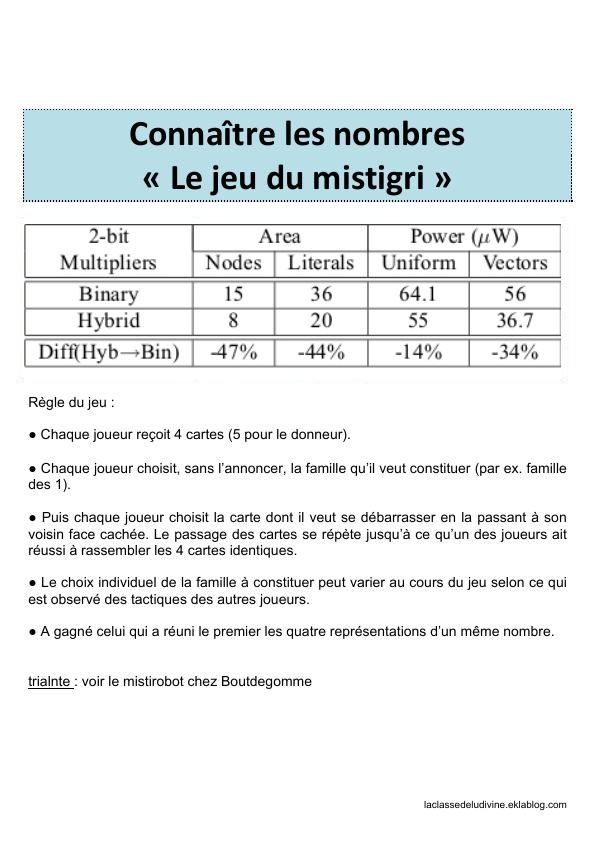 Connaître les nombres
« Le jeu du mistigri »
2-bit Area Power (μW)
Multipliers Nodes Literals Uniform Vectors
Binary 15 36 64.1 56
Hybrid 8 20 55 36.7
Diff(Hyb→Bin) -47% -44% -14% -34%
Règle du jeu :
● Chaque joueur reçoit 4 cartes (5 pour le donneur).
● Chaque joueur choisit, sans l’annoncer, la famille qu’il veut constituer (par ex. famille
des 1).
● Puis chaque joueur choisit la carte dont il veut se débarrasser en la passant à son
voisin face cachée. Le passage des cartes se répète jusqu’à ce qu’un des joueurs ait
réussi à rassembler les 4 cartes identiques.
● Le choix individuel de la famille à constituer peut varier au cours du jeu selon ce qui
est observé des tactiques des autres joueurs.
● A gagné celui qui a réuni le premier les quatre représentations d’un même nombre.
trialnte : voir le mistirobot chez Boutdegomme
laclassedeludivine.eklablog.com